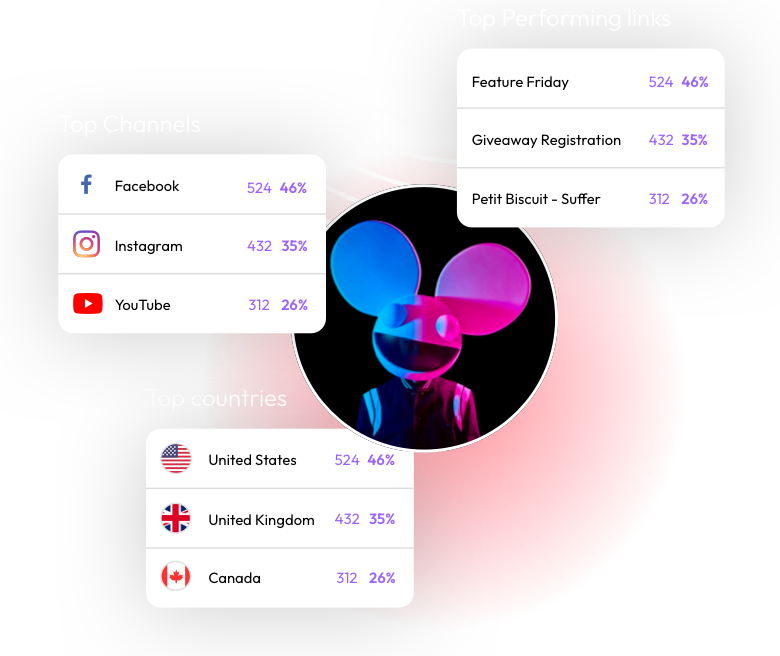 Top Performing links
Feature Friday 524 46%
Giveaway Registration 432 35%
Petit Biscuit - Suffer 312 26%
Top Channels
Facebook 524 46%
Instagram 432 35%
YouTube 312 26%
Top countries
United States 524 46%
United Kingdom 432 35%
Canada 312 26%